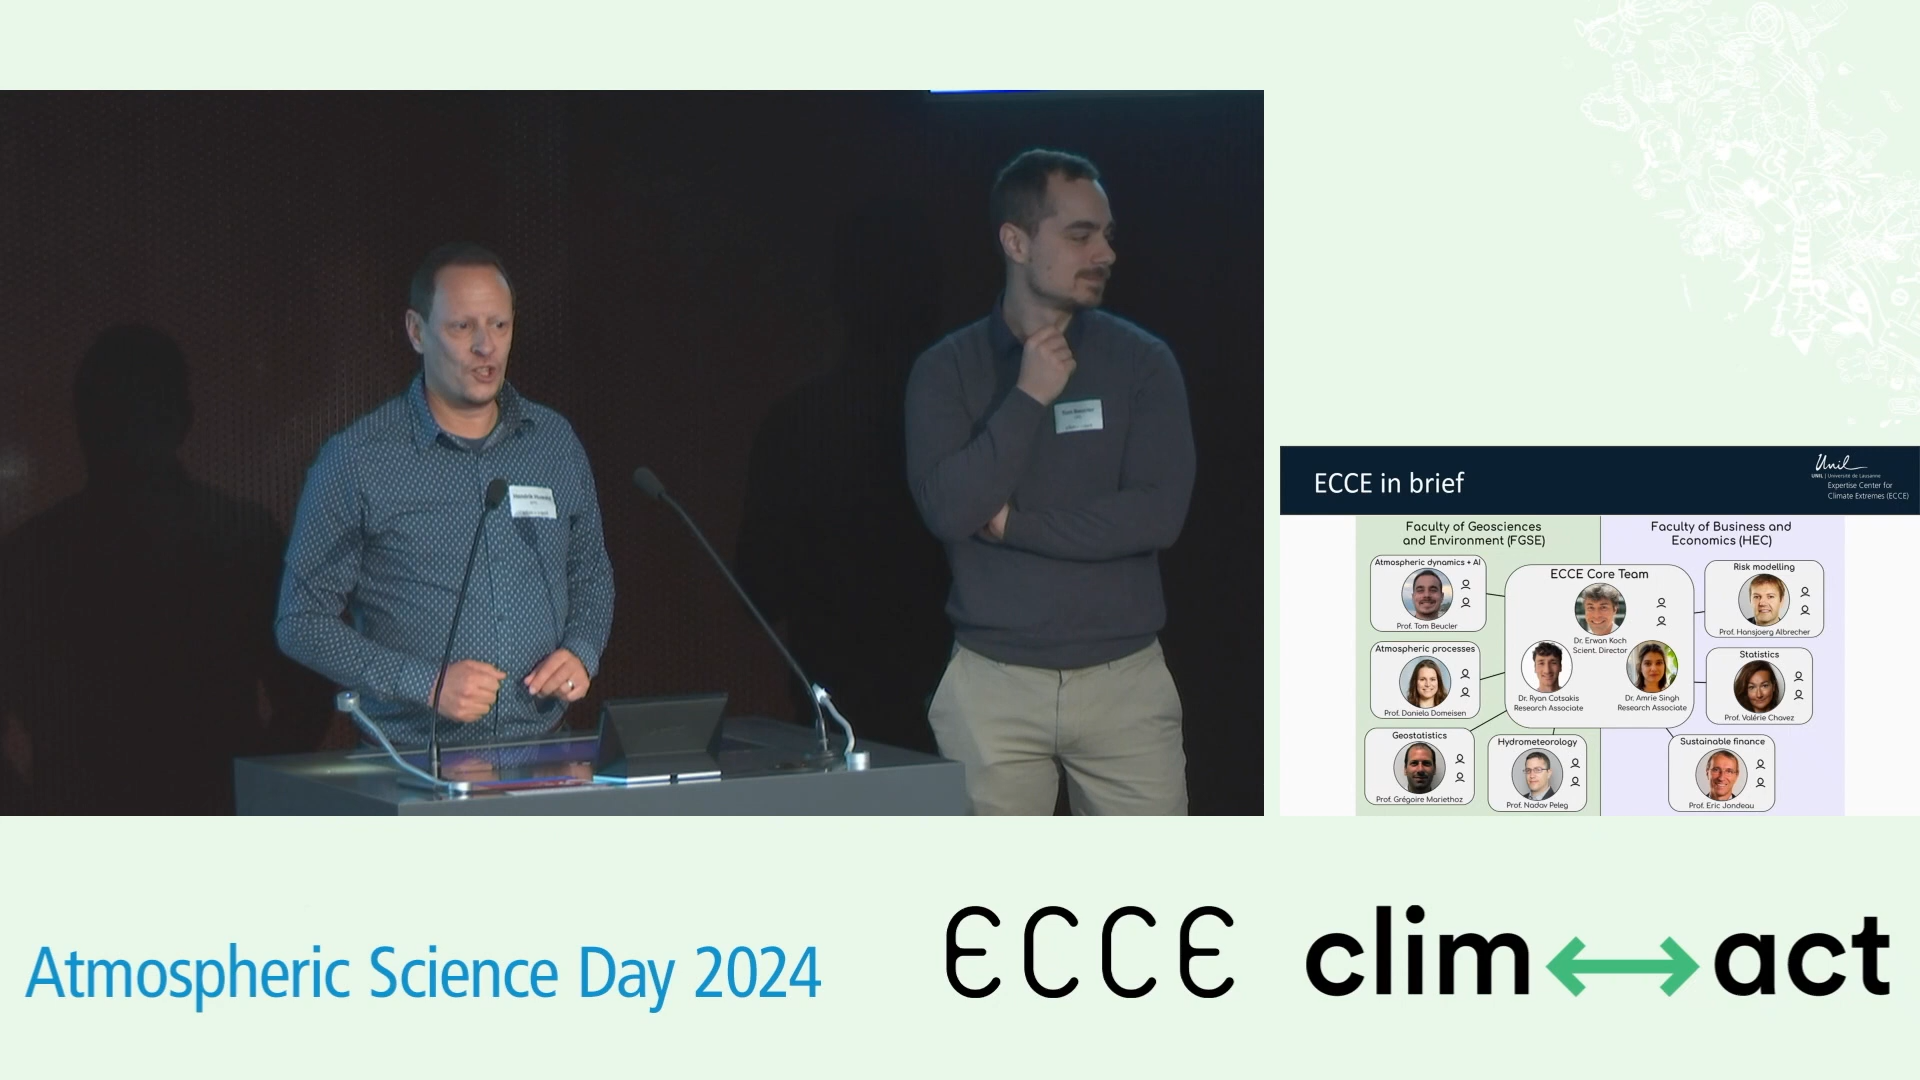 Tom Beucler
ECCE in brief
Unil
UNIL | Université de Lausanne
Expertise Center for
Climate Extremes (ECCE)
Faculty of Geosciences
and Environment (FGSE)
Faculty of Business and
Economics (HEC)
Atmospheric dynamics + AI
Prof. Tom Beucler
Atmospheric processes
Prof. Daniela Domeisen
Geostatistics
Prof. Grégoire Mariethoz
Hydrometeorology
Prof. Nadav Peleg
ECCE Core Team
Dr. Erwan Koch
Scient. Director
Dr. Ryan Cotsakis
Research Associate
Dr. Amrie Singh
Research Associate
Risk modelling
Prof. Hansjoerg Albrecher
Statistics
Prof. Valérie Chavez
Sustainable finance
Prof. Eric Jondeau
Atmospheric Science Day 2024
ECCE
clim act